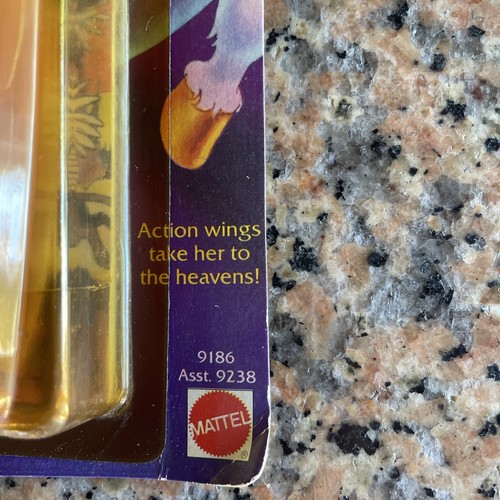 Action wings
take her to
the heavens!
9186
Asst. 9238
MATTEL
®